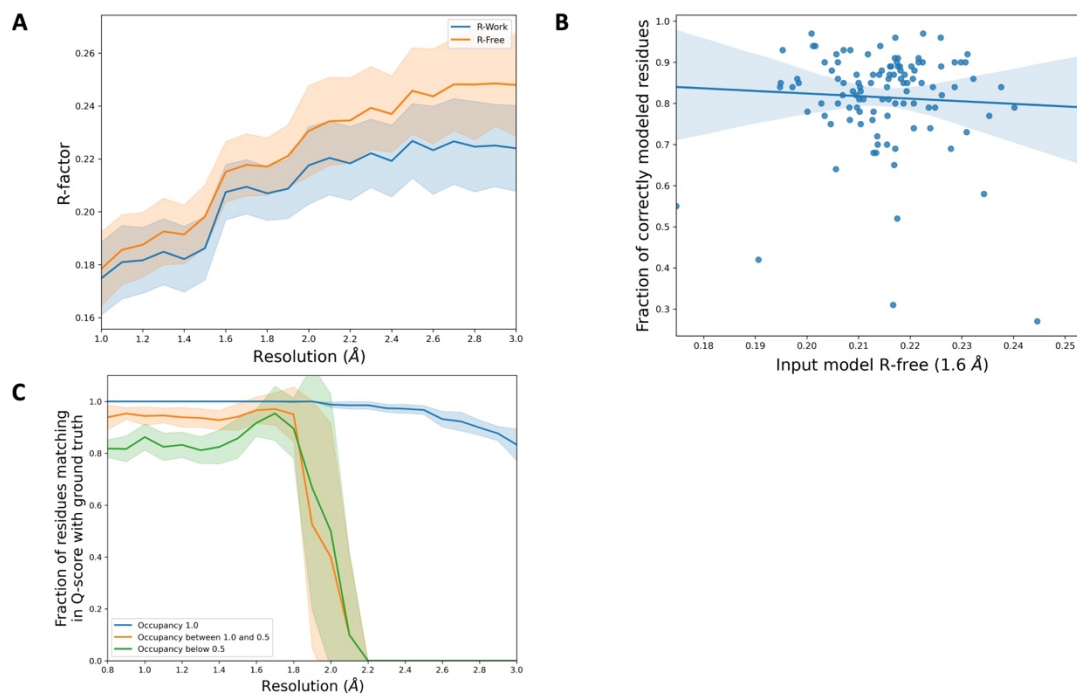 A
R-factor
0.26
0.24
0.22
0.20
0.18
0.16
R-Work
R-Free
1.0 1.2 1.4 1.6 1.8 2.0 2.2 2.4 2.6 2.8 3.0
Resolution (Å)
B
Fraction of correctly modeled residues
1.0
0.9
0.8
0.7
0.6
0.5
0.4
0.3
0.18 0.19 0.20 0.21 0.22 0.23 0.24 0.25
Input model R-free (1.6 Å)
C
Fraction of residues matching
in Q-score with ground truth
1.0
0.8
0.6
0.4
0.2
0.0
Occupancy 1.0
Occupancy between 1.0 and 0.5
Occupancy below 0.5
0.8 1.0 1.2 1.4 1.6 1.8 2.0 2.2 2.4 2.6 2.8 3.0
Resolution (Å)